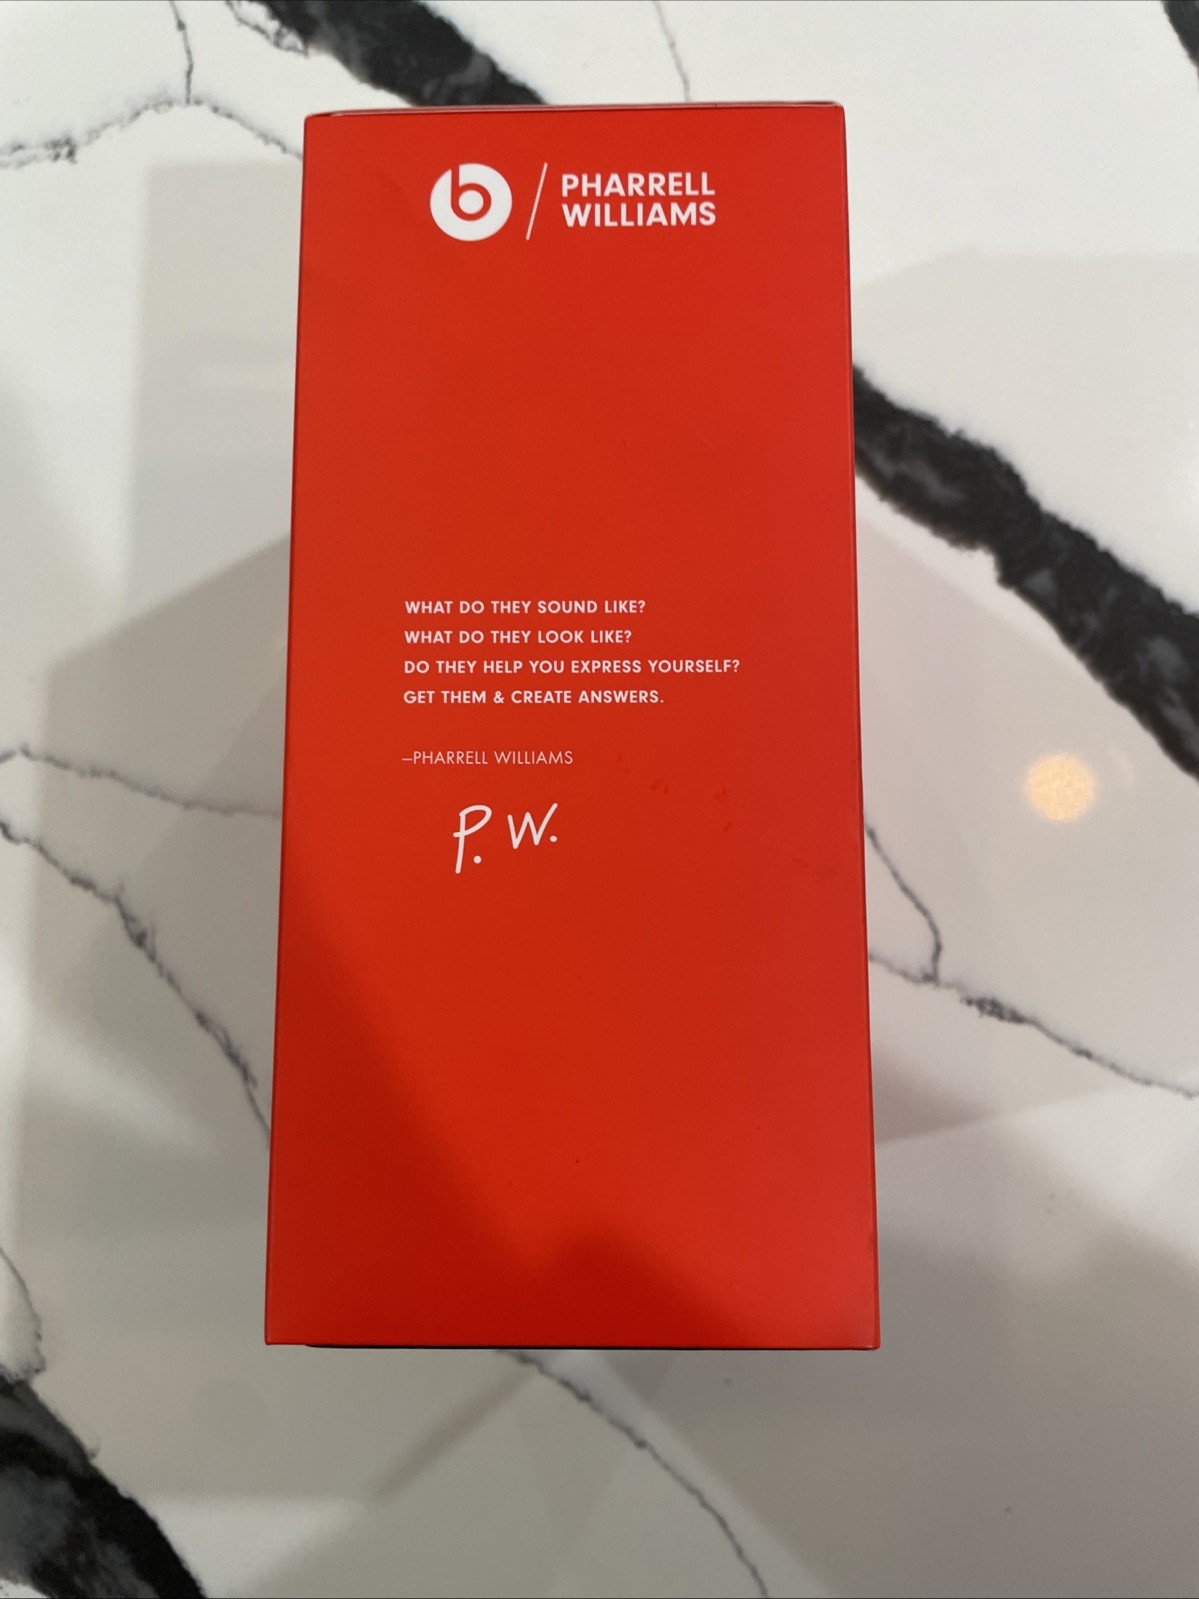 b / PHARRELL
WILLIAMS
WHAT DO THEY SOUND LIKE?
WHAT DO THEY LOOK LIKE?
DO THEY HELP YOU EXPRESS YOURSELF?
GET THEM & CREATE ANSWERS.
–PHARRELL WILLIAMS
P. W.